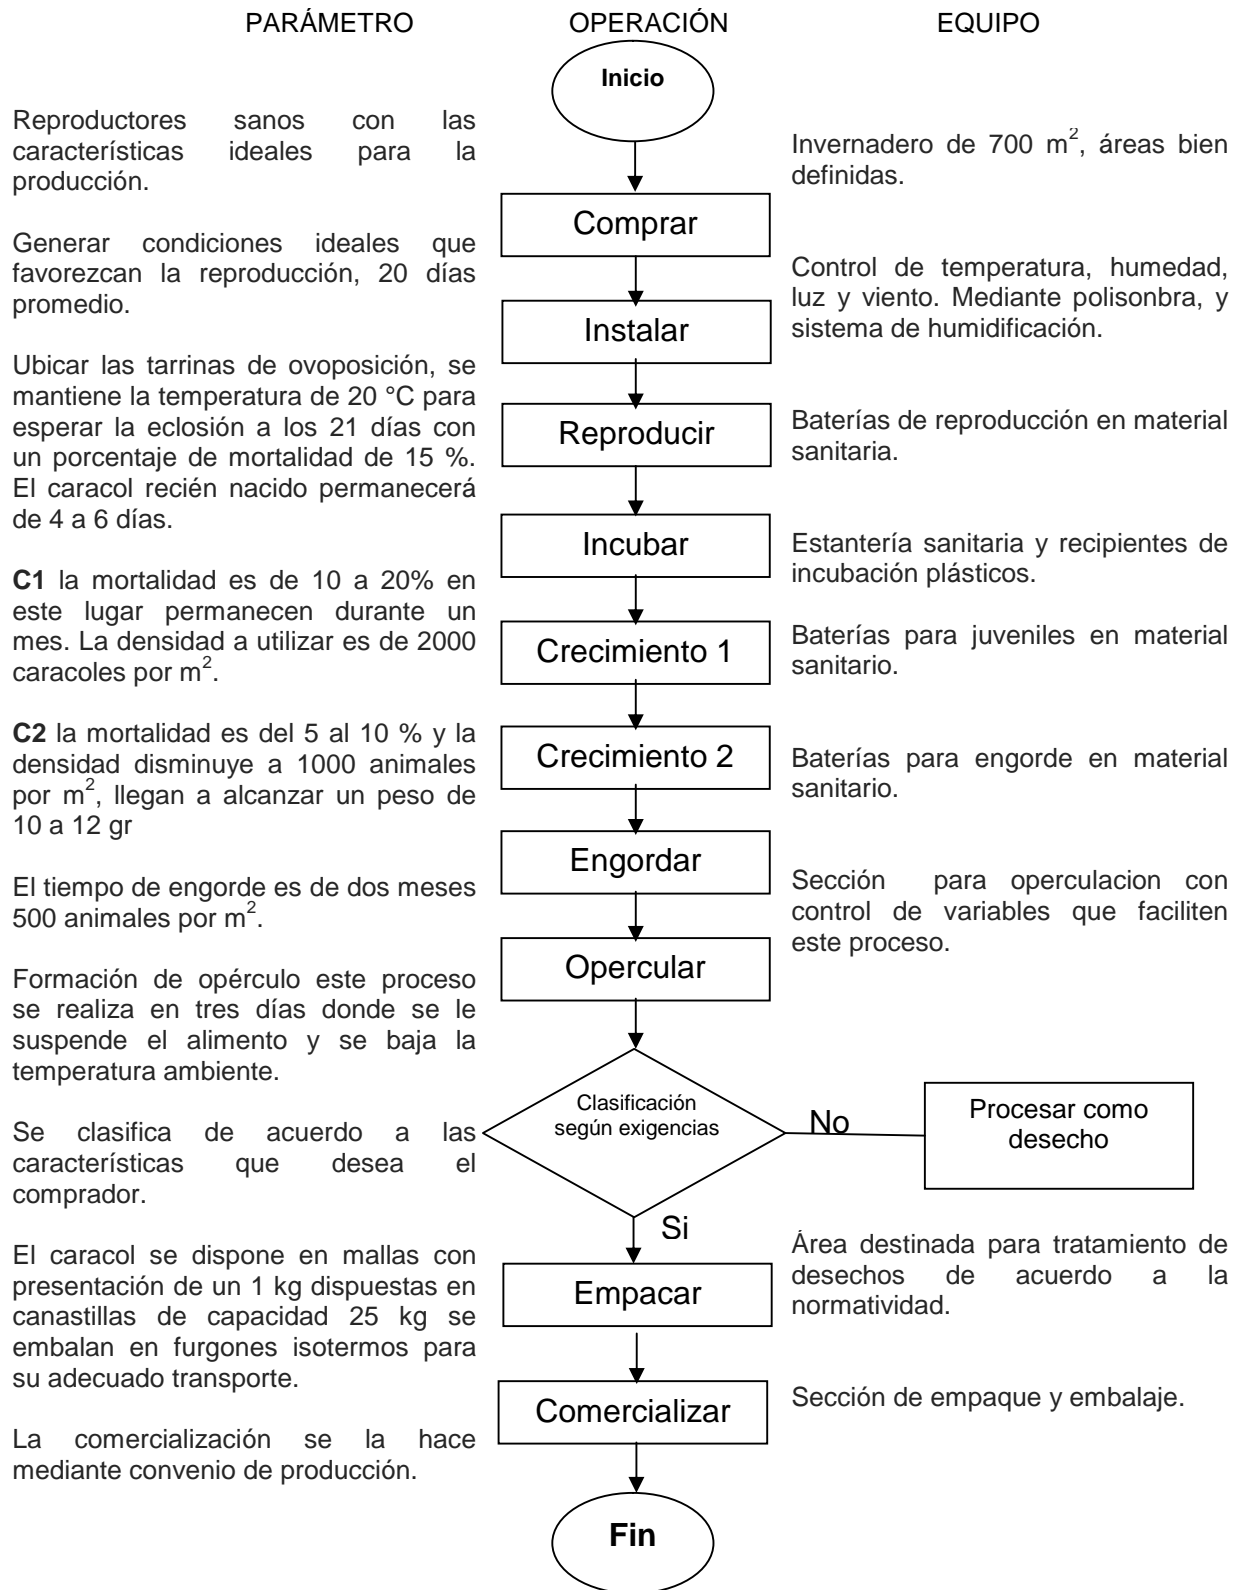 PARÁMETRO
OPERACIÓN
EQUIPO
Inicio
Reproductores sanos con las
características ideales para la
producción.
Invernadero de 700 m2, áreas bien
definidas.
Comprar
Generar condiciones ideales que
favorezcan la reproducción, 20 días
promedio.
Control de temperatura, humedad,
luz y viento. Mediante polisonbra, y
sistema de humidificación.
Instalar
Ubicar las tarrinas de ovoposición, se
mantiene la temperatura de 20 °C para
esperar la eclosión a los 21 días con
un porcentaje de mortalidad de 15 %.
El caracol recién nacido permanecerá
de 4 a 6 días.
Reproducir
Baterías de reproducción en material
sanitaria.
Incubar
Estantería sanitaria y recipientes de
incubación plásticos.
C1 la mortalidad es de 10 a 20% en
este lugar permanecen durante un
mes. La densidad a utilizar es de 2000
caracoles por m2.
Crecimiento 1
Baterías para juveniles en material
sanitario.
C2 la mortalidad es del 5 al 10 % y la
densidad disminuye a 1000 animales
por m2, llegan a alcanzar un peso de
10 a 12 gr
Crecimiento 2
Baterías para engorde en material
sanitario.
Engordar
El tiempo de engorde es de dos meses
500 animales por m2.
Sección para operculacion con
control de variables que faciliten
este proceso.
Opercular
Formación de opérculo este proceso
se realiza en tres días donde se le
suspende el alimento y se baja la
temperatura ambiente.
Clasificación
según exigencias
No
Procesar como
desecho
Se clasifica de acuerdo a las
características que desea el
comprador.
Si
Área destinada para tratamiento de
desechos de acuerdo a la
normatividad.
El caracol se dispone en mallas con
presentación de un 1 kg dispuestas en
canastillas de capacidad 25 kg se
embalan en furgones isotermos para
su adecuado transporte.
Empacar
Comercializar
Sección de empaque y embalaje.
La comercialización se la hace
mediante convenio de producción.
Fin